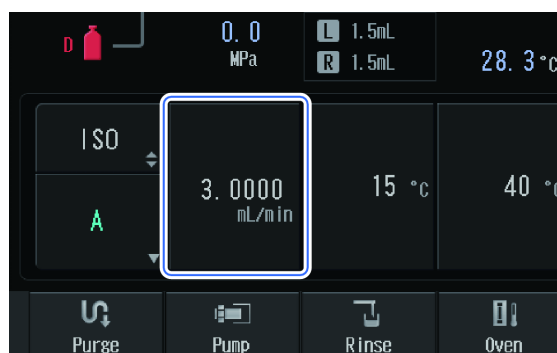 D
0.0
MPa
L 1.5mL
R 1.5mL
28.3°c
ISO
A
3.0000
mL/min
15 °c
40 °c
Purge
Pump
Rinse
Oven